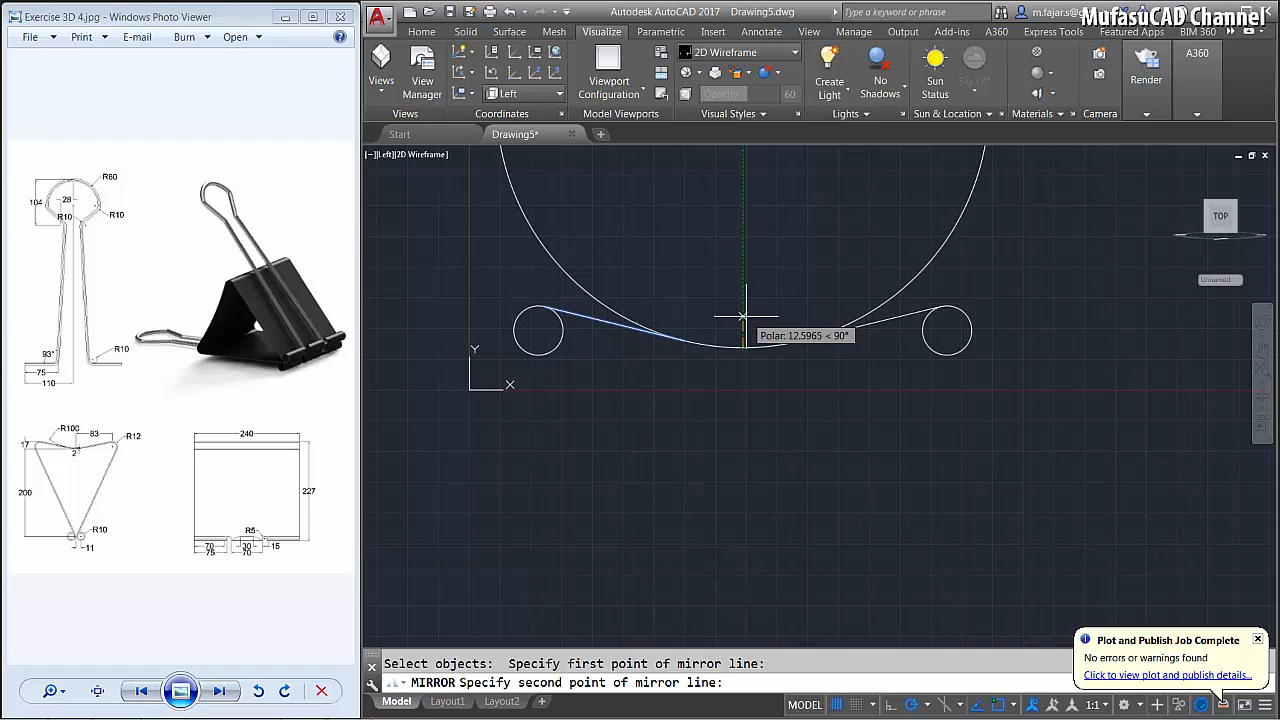 Exercise 3D 4.jpg - Windows Photo Viewer
File Print E-mail Burn Open
R60
104
28
R10
R10
R10
93°
75
110
R100
83
R12
17
2
200
R10
11
240
227
R5
70
75
30
70
15
Autodesk AutoCAD 2017 Drawing5.dwg
Type a keyword or phrase
m.fajar.s@
MufasuCAD Channel
Home Solid Surface Mesh Visualize Parametric Insert Annotate View Manage Output Add-ins A360 Express Tools Featured Apps BIM 360
Views
View Manager
Left
Viewport Configuration
2D Wireframe
Opacity 60
Create Light
No Shadows
Sun Status
Sky Off
Render
A360
Views Coordinates Model Viewports Visual Styles Lights Sun & Location Materials Camera
Start Drawing5*
[−][Left][2D Wireframe]
TOP
Unnamed
Polar: 12.5965 < 90°
Y
X
Select objects: Specify first point of mirror line:
MIRROR Specify second point of mirror line:
Plot and Publish Job Complete
No errors or warnings found
Click to view plot and publish details...
Model Layout1 Layout2
MODEL
1:1